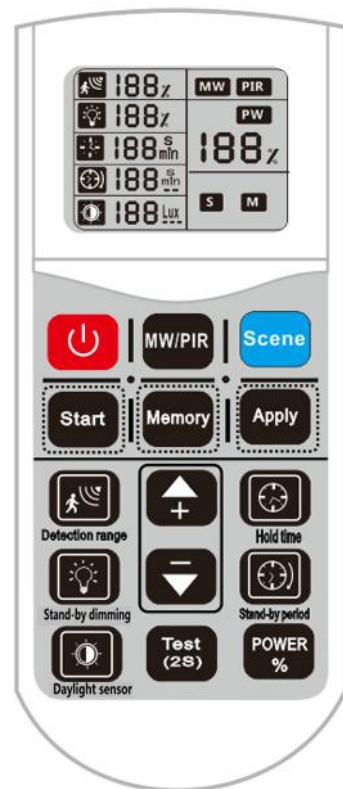 188%
MW PIR
188%
PW
188 S min
188%
188 S min
188 Lux
S M
MW/PIR
Scene
Start
Memory
Apply
Detection range
+
Hold time
Stand-by dimming
−
Stand-by period
Daylight sensor
Test
(2S)
POWER
%